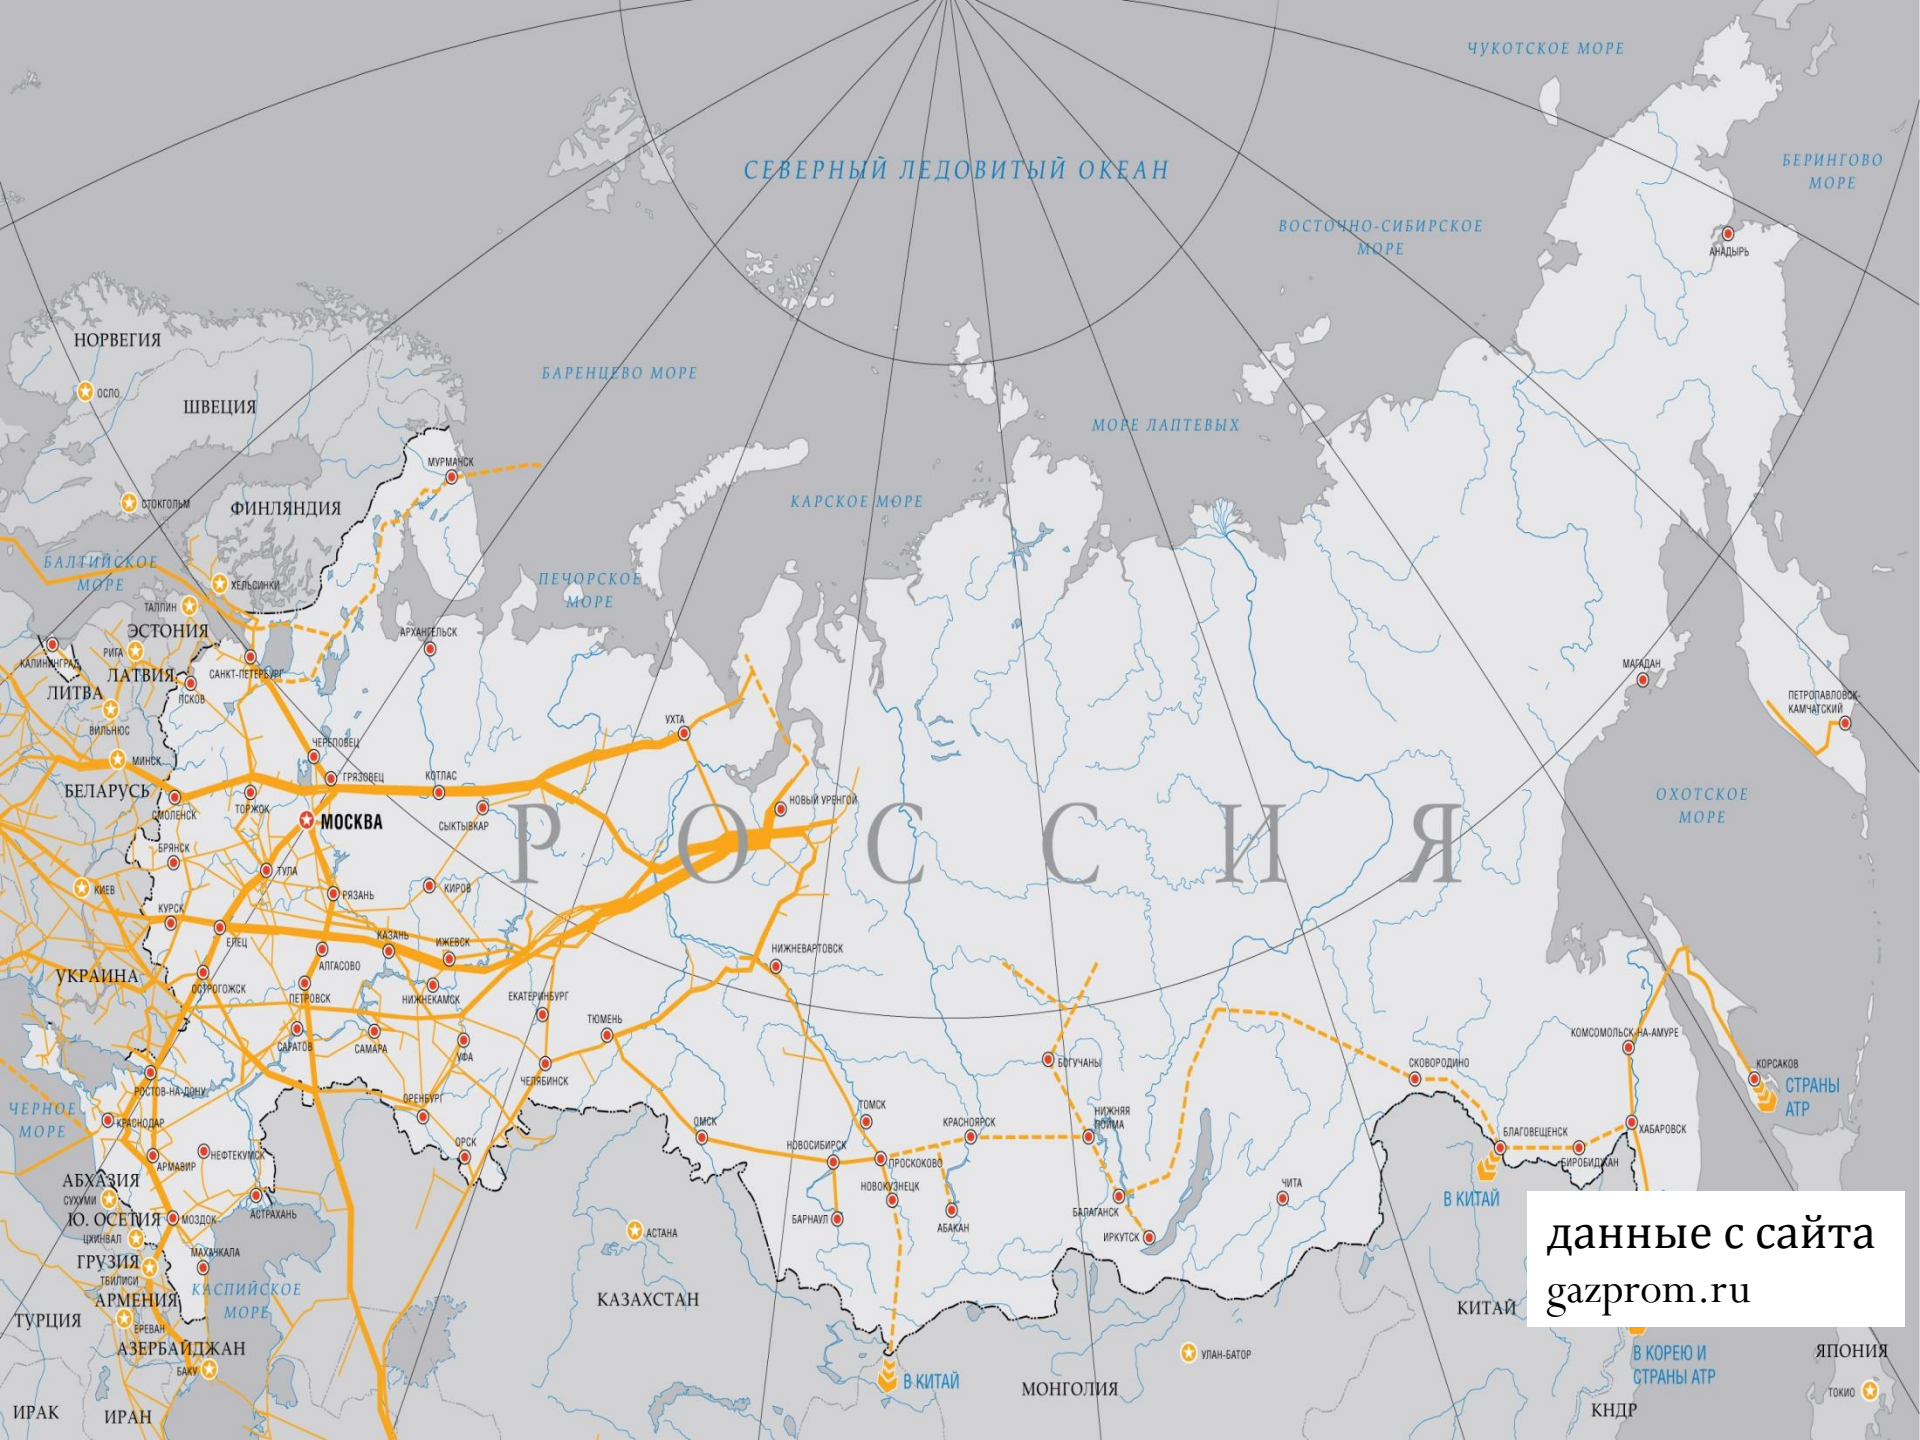 ЧУКОТСКОЕ МОРЕ
БЕРИНГОВО
МОРЕ
СЕВЕРНЫЙ ЛЕДОВИТЫЙ ОКЕАН
ВОСТОЧНО-СИБИРСКОЕ
МОРЕ
АНАДЫРЬ
НОРВЕГИЯ
ОСЛО
ШВЕЦИЯ
БАРЕНЦЕВО МОРЕ
МОРЕ ЛАПТЕВЫХ
МУРМАНСК
КАРСКОЕ МОРЕ
СТОКГОЛЬМ
ФИНЛЯНДИЯ
БАЛТИЙСКОЕ
МОРЕ
ХЕЛЬСИНКИ
ПЕЧОРСКОЕ
МОРЕ
ТАЛЛИН
ЭСТОНИЯ
АРХАНГЕЛЬСК
РИГА
КАЛИНИНГРАД
ЛАТВИЯ
САНКТ-ПЕТЕРБУРГ
МАГАДАН
ЛИТВА
ПСКОВ
ПЕТРОПАВЛОВСК-
КАМЧАТСКИЙ
ВИЛЬНЮС
УХТА
ЧЕРЕПОВЕЦ
МИНСК
ГРЯЗОВЕЦ
КОТЛАС
БЕЛАРУСЬ
НОВЫЙ УРЕНГОЙ
ОХОТСКОЕ
МОРЕ
СМОЛЕНСК
ТОРЖОК
МОСКВА
СЫКТЫВКАР
РОССИЯ
БРЯНСК
ТУЛА
КИЕВ
РЯЗАНЬ
КИРОВ
КУРСК
ЕЛЕЦ
КАЗАНЬ
ИЖЕВСК
НИЖНЕВАРТОВСК
УКРАИНА
АЛГАСОВО
ОСТРОГОЖСК
ПЕТРОВСК
НИЖНЕКАМСК
ЕКАТЕРИНБУРГ
ТЮМЕНЬ
КОМСОМОЛЬСК-НА-АМУРЕ
САРАТОВ
САМАРА
УФА
БОГУЧАНЫ
СКОВОРОДИНО
КОРСАКОВ
ЧЕЛЯБИНСК
СТРАНЫ
АТР
РОСТОВ-НА-ДОНУ
ОРЕНБУРГ
ЧЕРНОЕ
МОРЕ
КРАСНОДАР
ТОМСК
ОМСК
КРАСНОЯРСК
НИЖНЯЯ
ПОЙМА
БЛАГОВЕЩЕНСК
ХАБАРОВСК
ОРСК
НОВОСИБИРСК
ПРОСКОКОВО
БИРОБИДЖАН
АРМАВИР
НЕФТЕКУМСК
АБХАЗИЯ
СУХУМИ
НОВОКУЗНЕЦК
ЧИТА
В КИТАЙ
Ю. ОСЕТИЯ
МОЗДОК
АСТРАХАНЬ
БАРНАУЛ
АБАКАН
БАЛАГАНСК
ЦХИНВАЛ
АСТАНА
ИРКУТСК
данные с сайта
gazprom.ru
ГРУЗИЯ
МАХАЧКАЛА
ТБИЛИСИ
АРМЕНИЯ
КАСПИЙСКОЕ
МОРЕ
КАЗАХСТАН
КИТАЙ
ТУРЦИЯ
ЕРЕВАН
АЗЕРБАЙДЖАН
БАКУ
УЛАН-БАТОР
В КОРЕЮ И
СТРАНЫ АТР
ЯПОНИЯ
В КИТАЙ
МОНГОЛИЯ
ТОКИО
ИРАК
ИРАН
КНДР